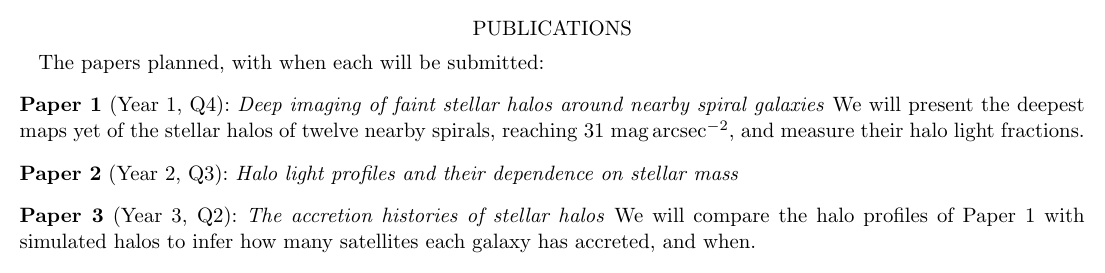 PUBLICATIONS
The papers planned, with when each will be submitted:
Paper 1 (Year 1, Q4): Deep imaging of faint stellar halos around nearby spiral galaxies We will present the deepest
maps yet of the stellar halos of twelve nearby spirals, reaching 31 mag arcsec⁻², and measure their halo light fractions.
Paper 2 (Year 2, Q3): Halo light profiles and their dependence on stellar mass
Paper 3 (Year 3, Q2): The accretion histories of stellar halos We will compare the halo profiles of Paper 1 with
simulated halos to infer how many satellites each galaxy has accreted, and when.